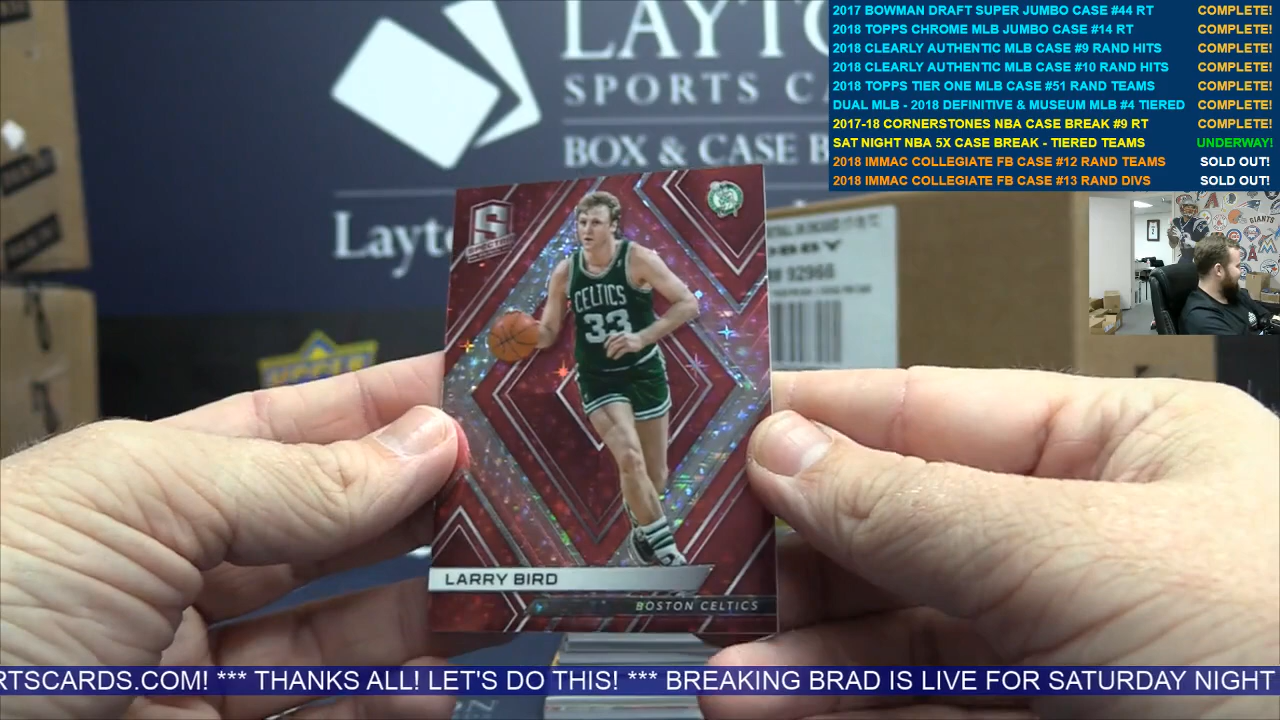 2017 BOWMAN DRAFT SUPER JUMBO CASE #44 RT COMPLETE!
2018 TOPPS CHROME MLB JUMBO CASE #14 RT COMPLETE!
2018 CLEARLY AUTHENTIC MLB CASE #9 RAND HITS COMPLETE!
2018 CLEARLY AUTHENTIC MLB CASE #10 RAND HITS COMPLETE!
2018 TOPPS TIER ONE MLB CASE #51 RAND TEAMS COMPLETE!
DUAL MLB - 2018 DEFINITIVE & MUSEUM MLB #4 TIERED COMPLETE!
2017-18 CORNERSTONES NBA CASE BREAK #9 RT COMPLETE!
SAT NIGHT NBA 5X CASE BREAK - TIERED TEAMS UNDERWAY!
2018 IMMAC COLLEGIATE FB CASE #12 RAND TEAMS SOLD OUT!
2018 IMMAC COLLEGIATE FB CASE #13 RAND DIVS SOLD OUT!
LAYTO
SPORTS CA
BOX & CASE B
Layto
OBBY
92968
GIANTS
S
CELTICS
33
LARRY BIRD
BOSTON CELTICS
RTSCARDS.COM! *** THANKS ALL! LET'S DO THIS! *** BREAKING BRAD IS LIVE FOR SATURDAY NIGHT